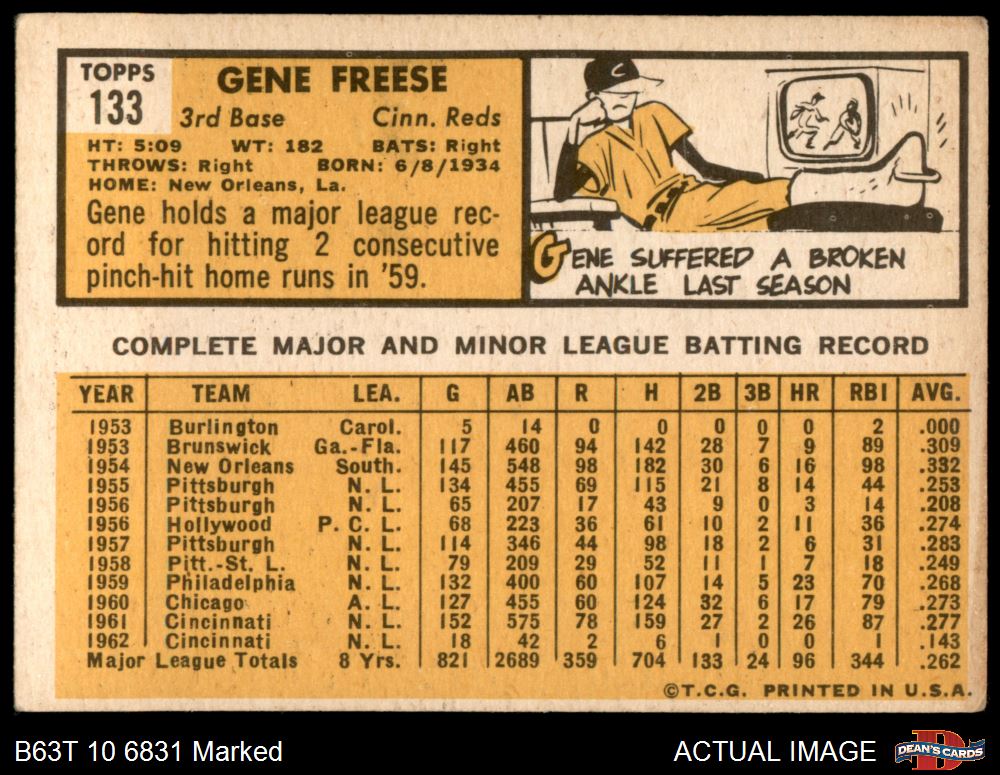 TOPPS
133
GENE FREESE
3rd Base Cinn. Reds
HT: 5:09 WT: 182 BATS: Right
THROWS: Right BORN: 6/8/1934
HOME: New Orleans, La.
Gene holds a major league rec-
ord for hitting 2 consecutive
pinch-hit home runs in '59.
C
GENE SUFFERED A BROKEN
ANKLE LAST SEASON
COMPLETE MAJOR AND MINOR LEAGUE BATTING RECORD
YEAR TEAM LEA. G AB R H 2B 3B HR RBI AVG.
1953 Burlington Carol. 5 14 0 0 0 0 0 2 .000
1953 Brunswick Ga.-Fla. 117 460 94 142 28 7 9 89 .309
1954 New Orleans South. 145 548 98 182 30 6 16 98 .332
1955 Pittsburgh N. L. 134 455 69 115 21 8 14 44 .253
1956 Pittsburgh N. L. 65 207 17 43 9 0 3 14 .208
1956 Hollywood P. C. L. 68 223 36 61 10 2 11 36 .274
1957 Pittsburgh N. L. 114 346 44 98 18 2 6 31 .283
1958 Pitt.-St. L. N. L. 79 209 29 52 11 1 7 18 .249
1959 Philadelphia N. L. 132 400 60 107 14 5 23 70 .268
1960 Chicago A. L. 127 455 60 124 32 6 17 79 .273
1961 Cincinnati N. L. 152 575 78 159 27 2 26 87 .277
1962 Cincinnati N. L. 18 42 2 6 1 0 0 1 .143
Major League Totals 8 Yrs. 821 2689 359 704 133 24 96 344 .262
©T.C.G. PRINTED IN U.S.A.
B63T 10 6831 Marked
ACTUAL IMAGE
D
DEAN'S CARDS